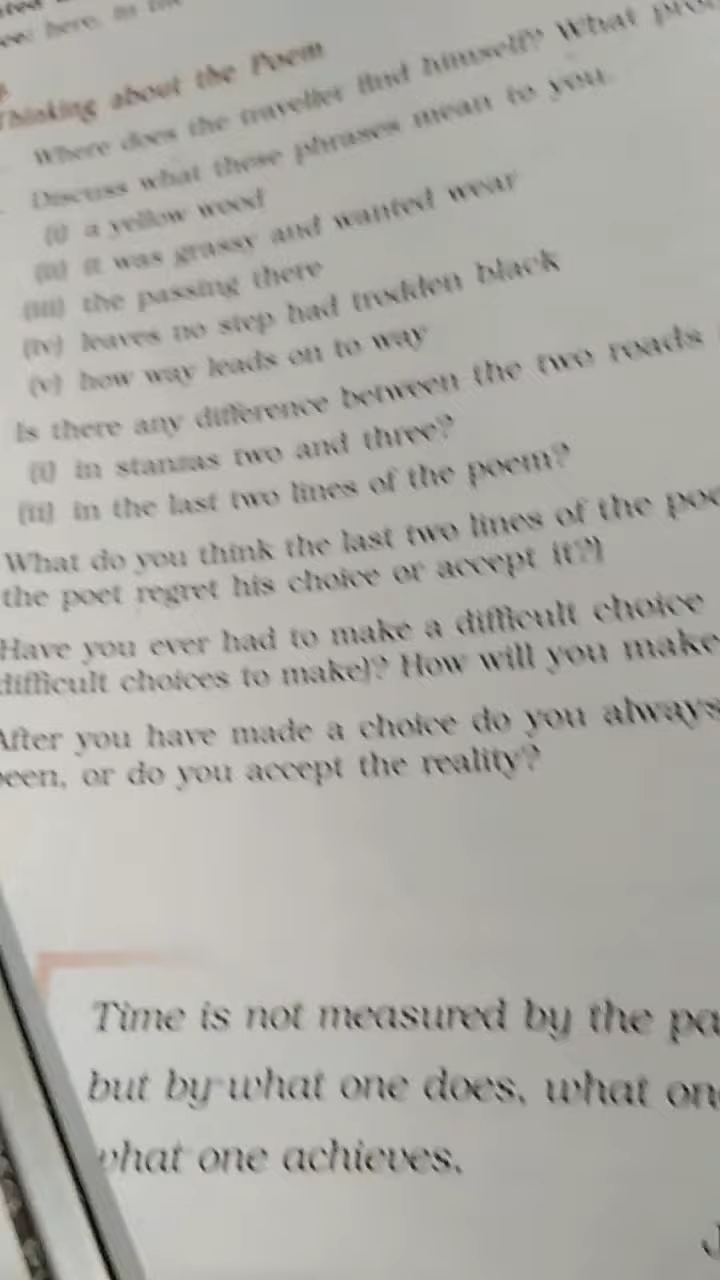 Thinking about the Poem
Where does the traveller find himself? What
Discuss what these phrases mean to you.
(i) a yellow wood
(ii) it was grassy and wanted wear
(iii) the passing there
(iv) leaves no step had trodden black
(v) how way leads on to way
Is there any difference between the two roads
(i) in stanzas two and three?
(ii) in the last two lines of the poem?
What do you think the last two lines of the
the poet regret his choice or accept it?)
Have you ever had to make a difficult choice
difficult choices to make)? How will you make
After you have made a choice do you always
een, or do you accept the reality?
Time is not measured by the pa
but by what one does, what on
what one achieves.
J